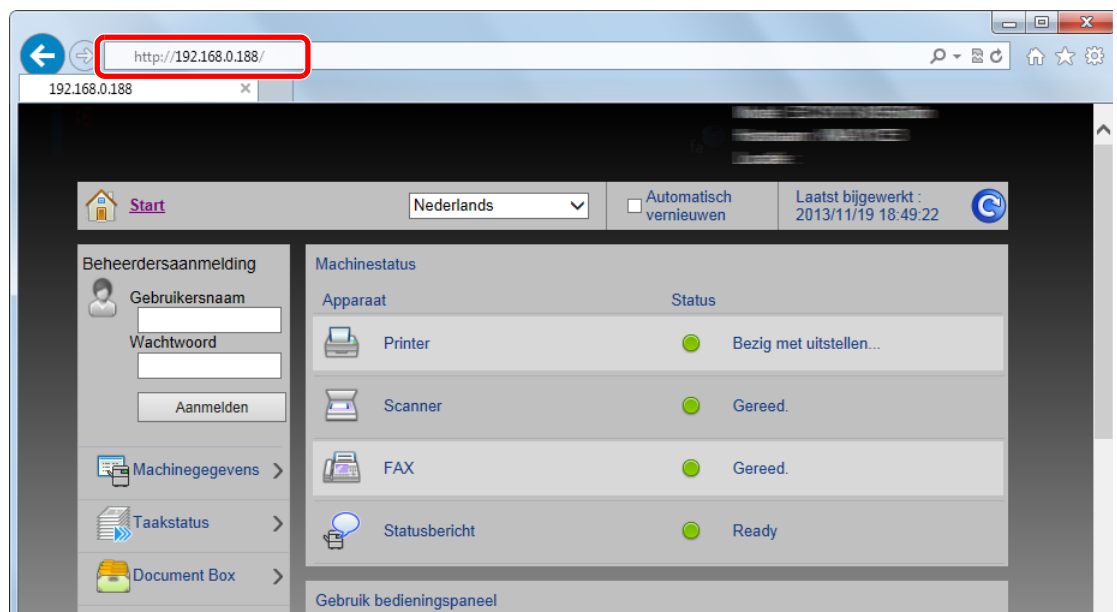 http://192.168.0.188/
192.168.0.188
Start
Nederlands
Automatisch
vernieuwen
Laatst bijgewerkt :
2013/11/19 18:49:22
Beheerdersaanmelding
Gebruikersnaam
Wachtwoord
Aanmelden
Machinegegevens
Taakstatus
Document Box
Machinestatus
Apparaat Status
Printer Bezig met uitstellen...
Scanner Gereed.
FAX Gereed.
Statusbericht Ready
Gebruik bedieningspaneel